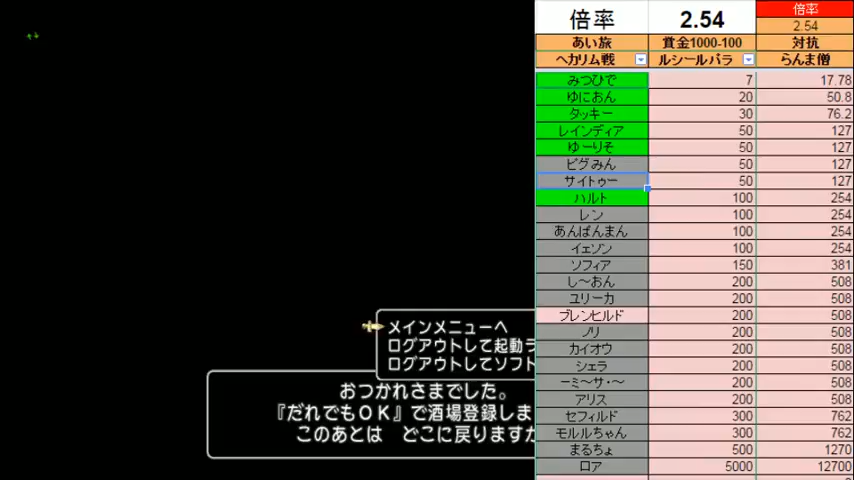 倍率 2.54 倍率
2.54
あい旅 賞金1000-100 対抗
ヘカリム戦 ルシールパラ らんま僧
みつひで 7 17.78
ゆにおん 20 50.8
タッキー 30 76.2
レインディア 50 127
ゆーりそ 50 127
ピグみん 50 127
サイトゥー 50 127
ハルト 100 254
レン 100 254
あんぱんまん 100 254
イェソン 100 254
ソフィア 150 381
し～おん 200 508
ユリーカ 200 508
ブレンヒルド 200 508
ノリ 200 508
カイオウ 200 508
シェラ 200 508
ーミ～サ・～ 200 508
アリス 200 508
セフィルド 300 762
モルルちゃん 300 762
まるちょ 500 1270
ロア 5000 12700
メインメニューへ
ログアウトして起動ラ
ログアウトしてソフト
おつかれさまでした。
『だれでもＯＫ』で酒場登録しま
このあとは どこに戻りますか